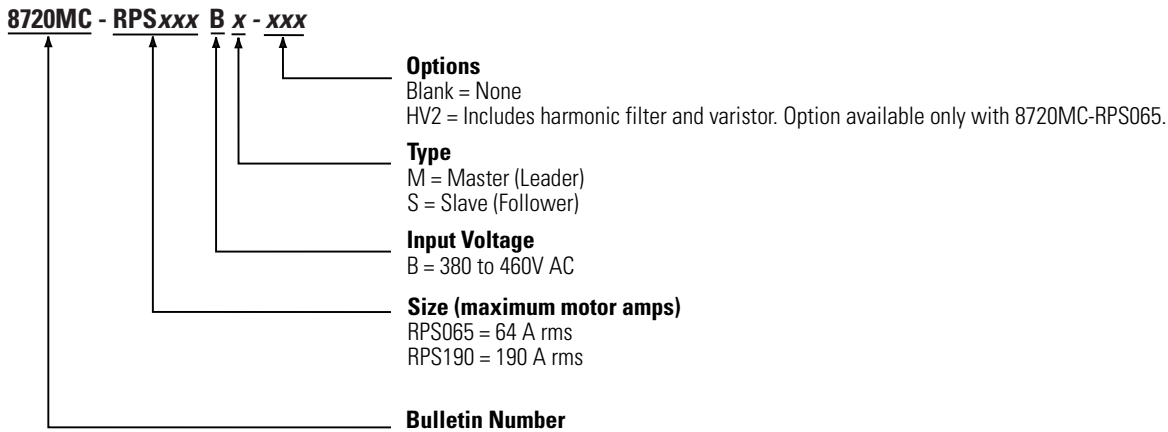 8720MC - RPSxxx B x - xxx
Options
Blank = None
HV2 = Includes harmonic filter and varistor. Option available only with 8720MC-RPS065.
Type
M = Master (Leader)
S = Slave (Follower)
Input Voltage
B = 380 to 460V AC
Size (maximum motor amps)
RPS065 = 64 A rms
RPS190 = 190 A rms
Bulletin Number